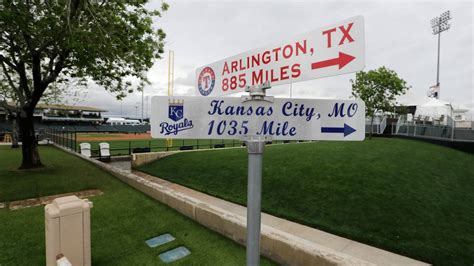 ARLINGTON, TX
885 MILES
Kansas City, MO
1035 Mile
Royals